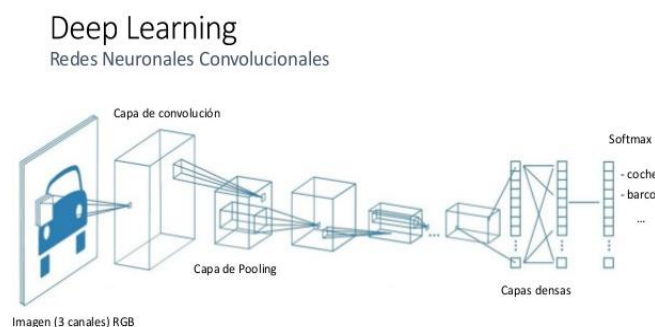 Deep Learning
Redes Neuronales Convolucionales
Capa de convolución
Softmax
- coche
- barco
...
...
Capa de Pooling
Capas densas
Imagen (3 canales) RGB